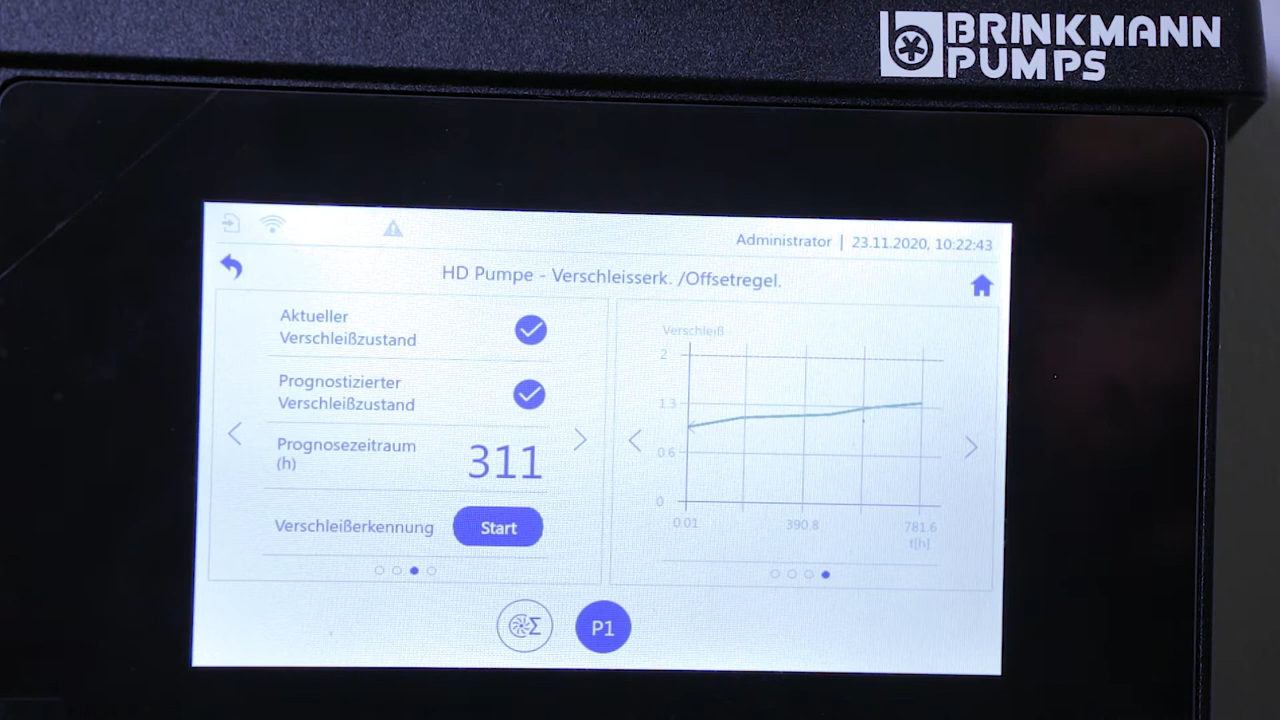 BRINKMANN
PUMPS
Administrator | 23.11.2020, 10:22:43
HD Pumpe - Verschleisserk. /Offsetregel.
Aktueller
Verschleißzustand
Prognostizierter
Verschleißzustand
Prognosezeitraum
(h)
311
Verschleißerkennung
Start
Verschleiß
2
1.3
0.6
0
0.01
390.8
781.6
t[h]
Σ
P1